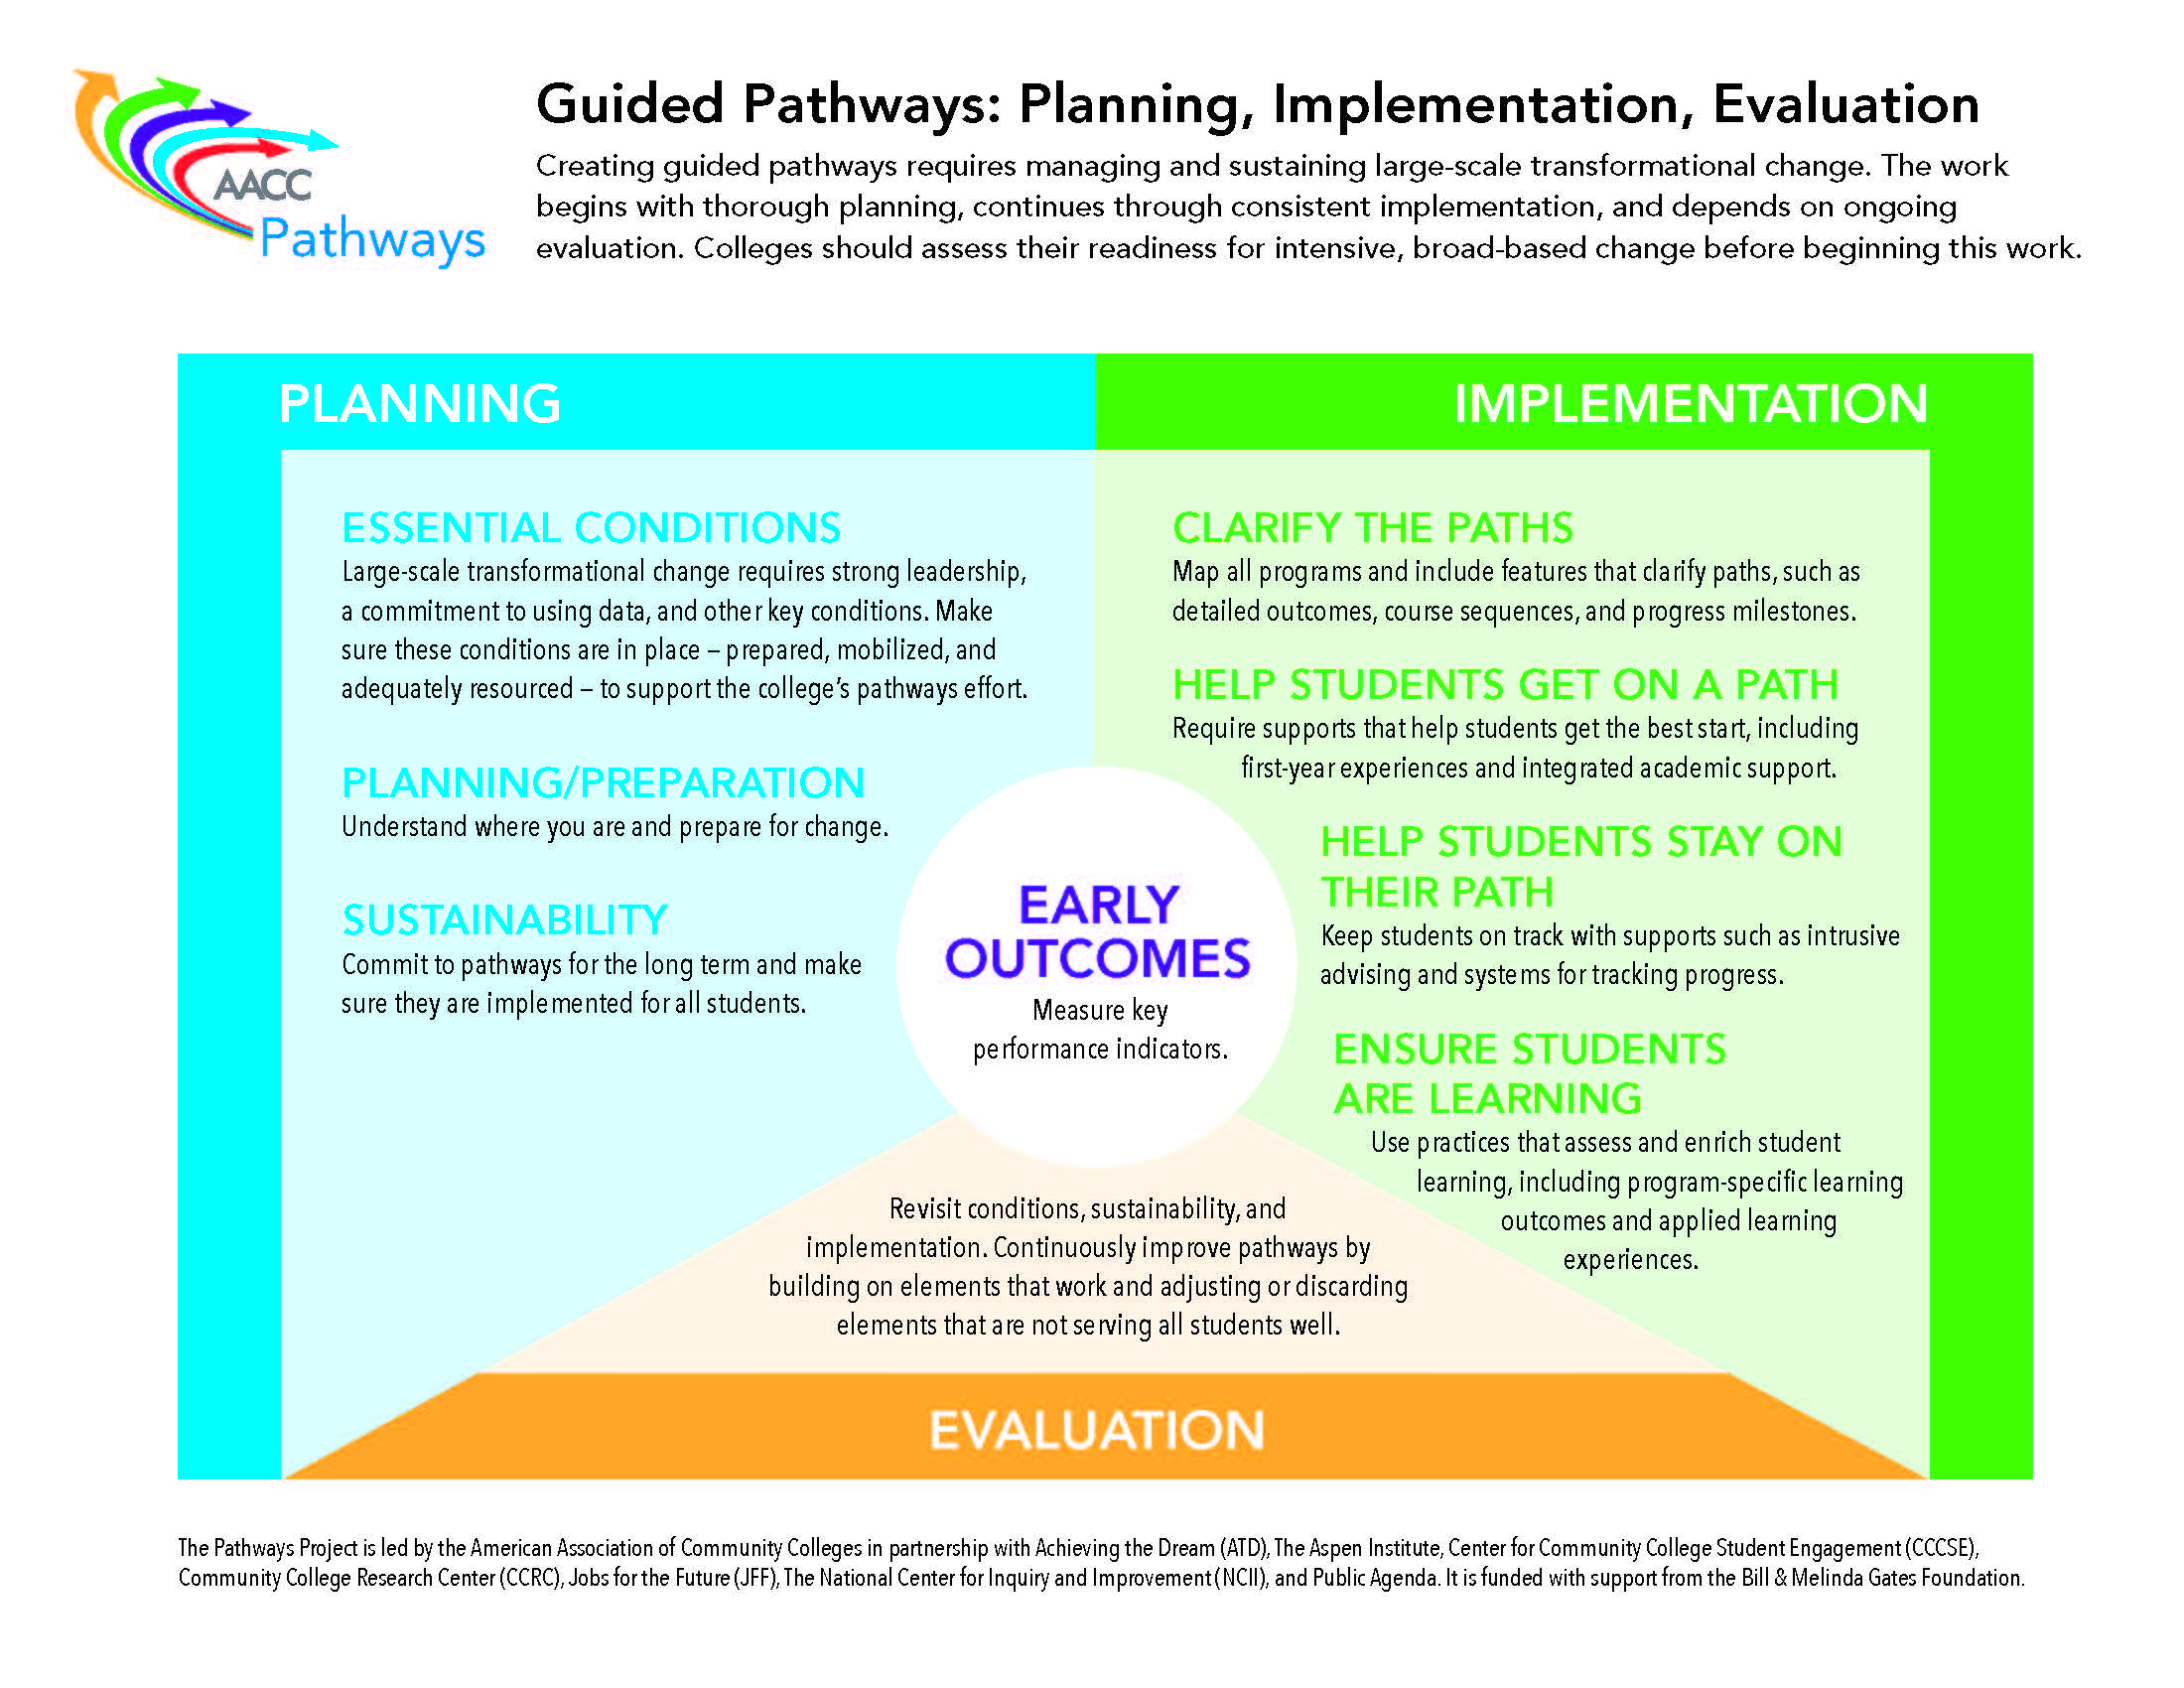 AACC
Pathways
Guided Pathways: Planning, Implementation, Evaluation
Creating guided pathways requires managing and sustaining large-scale transformational change. The work
begins with thorough planning, continues through consistent implementation, and depends on ongoing
evaluation. Colleges should assess their readiness for intensive, broad-based change before beginning this work.
PLANNING
ESSENTIAL CONDITIONS
Large-scale transformational change requires strong leadership,
a commitment to using data, and other key conditions. Make
sure these conditions are in place – prepared, mobilized, and
adequately resourced – to support the college’s pathways effort.
PLANNING/PREPARATION
Understand where you are and prepare for change.
SUSTAINABILITY
Commit to pathways for the long term and make
sure they are implemented for all students.
IMPLEMENTATION
CLARIFY THE PATHS
Map all programs and include features that clarify paths, such as
detailed outcomes, course sequences, and progress milestones.
HELP STUDENTS GET ON A PATH
Require supports that help students get the best start, including
first-year experiences and integrated academic support.
HELP STUDENTS STAY ON
THEIR PATH
Keep students on track with supports such as intrusive
advising and systems for tracking progress.
ENSURE STUDENTS
ARE LEARNING
Use practices that assess and enrich student
learning, including program-specific learning
outcomes and applied learning
experiences.
EARLY
OUTCOMES
Measure key
performance indicators.
Revisit conditions, sustainability, and
implementation. Continuously improve pathways by
building on elements that work and adjusting or discarding
elements that are not serving all students well.
EVALUATION
The Pathways Project is led by the American Association of Community Colleges in partnership with Achieving the Dream (ATD), The Aspen Institute, Center for Community College Student Engagement (CCCSE),
Community College Research Center (CCRC), Jobs for the Future (JFF), The National Center for Inquiry and Improvement (NCII), and Public Agenda. It is funded with support from the Bill & Melinda Gates Foundation.